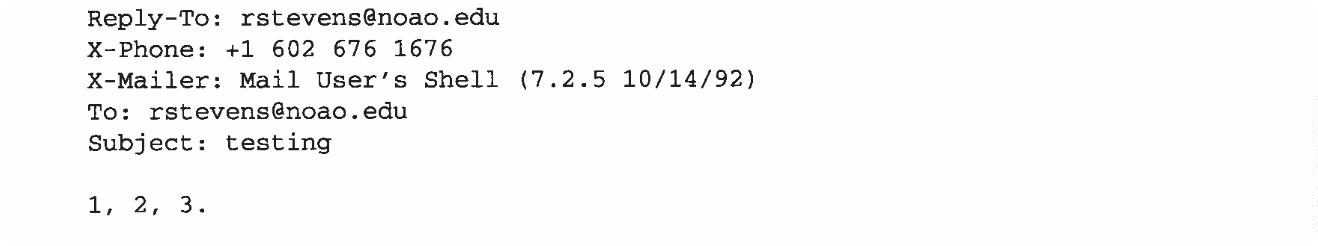 Reply-To: rstevens@noao.edu
X-Phone: +1 602 676 1676
X-Mailer: Mail User's Shell (7.2.5 10/14/92)
To: rstevens@noao.edu
Subject: testing

1, 2, 3.